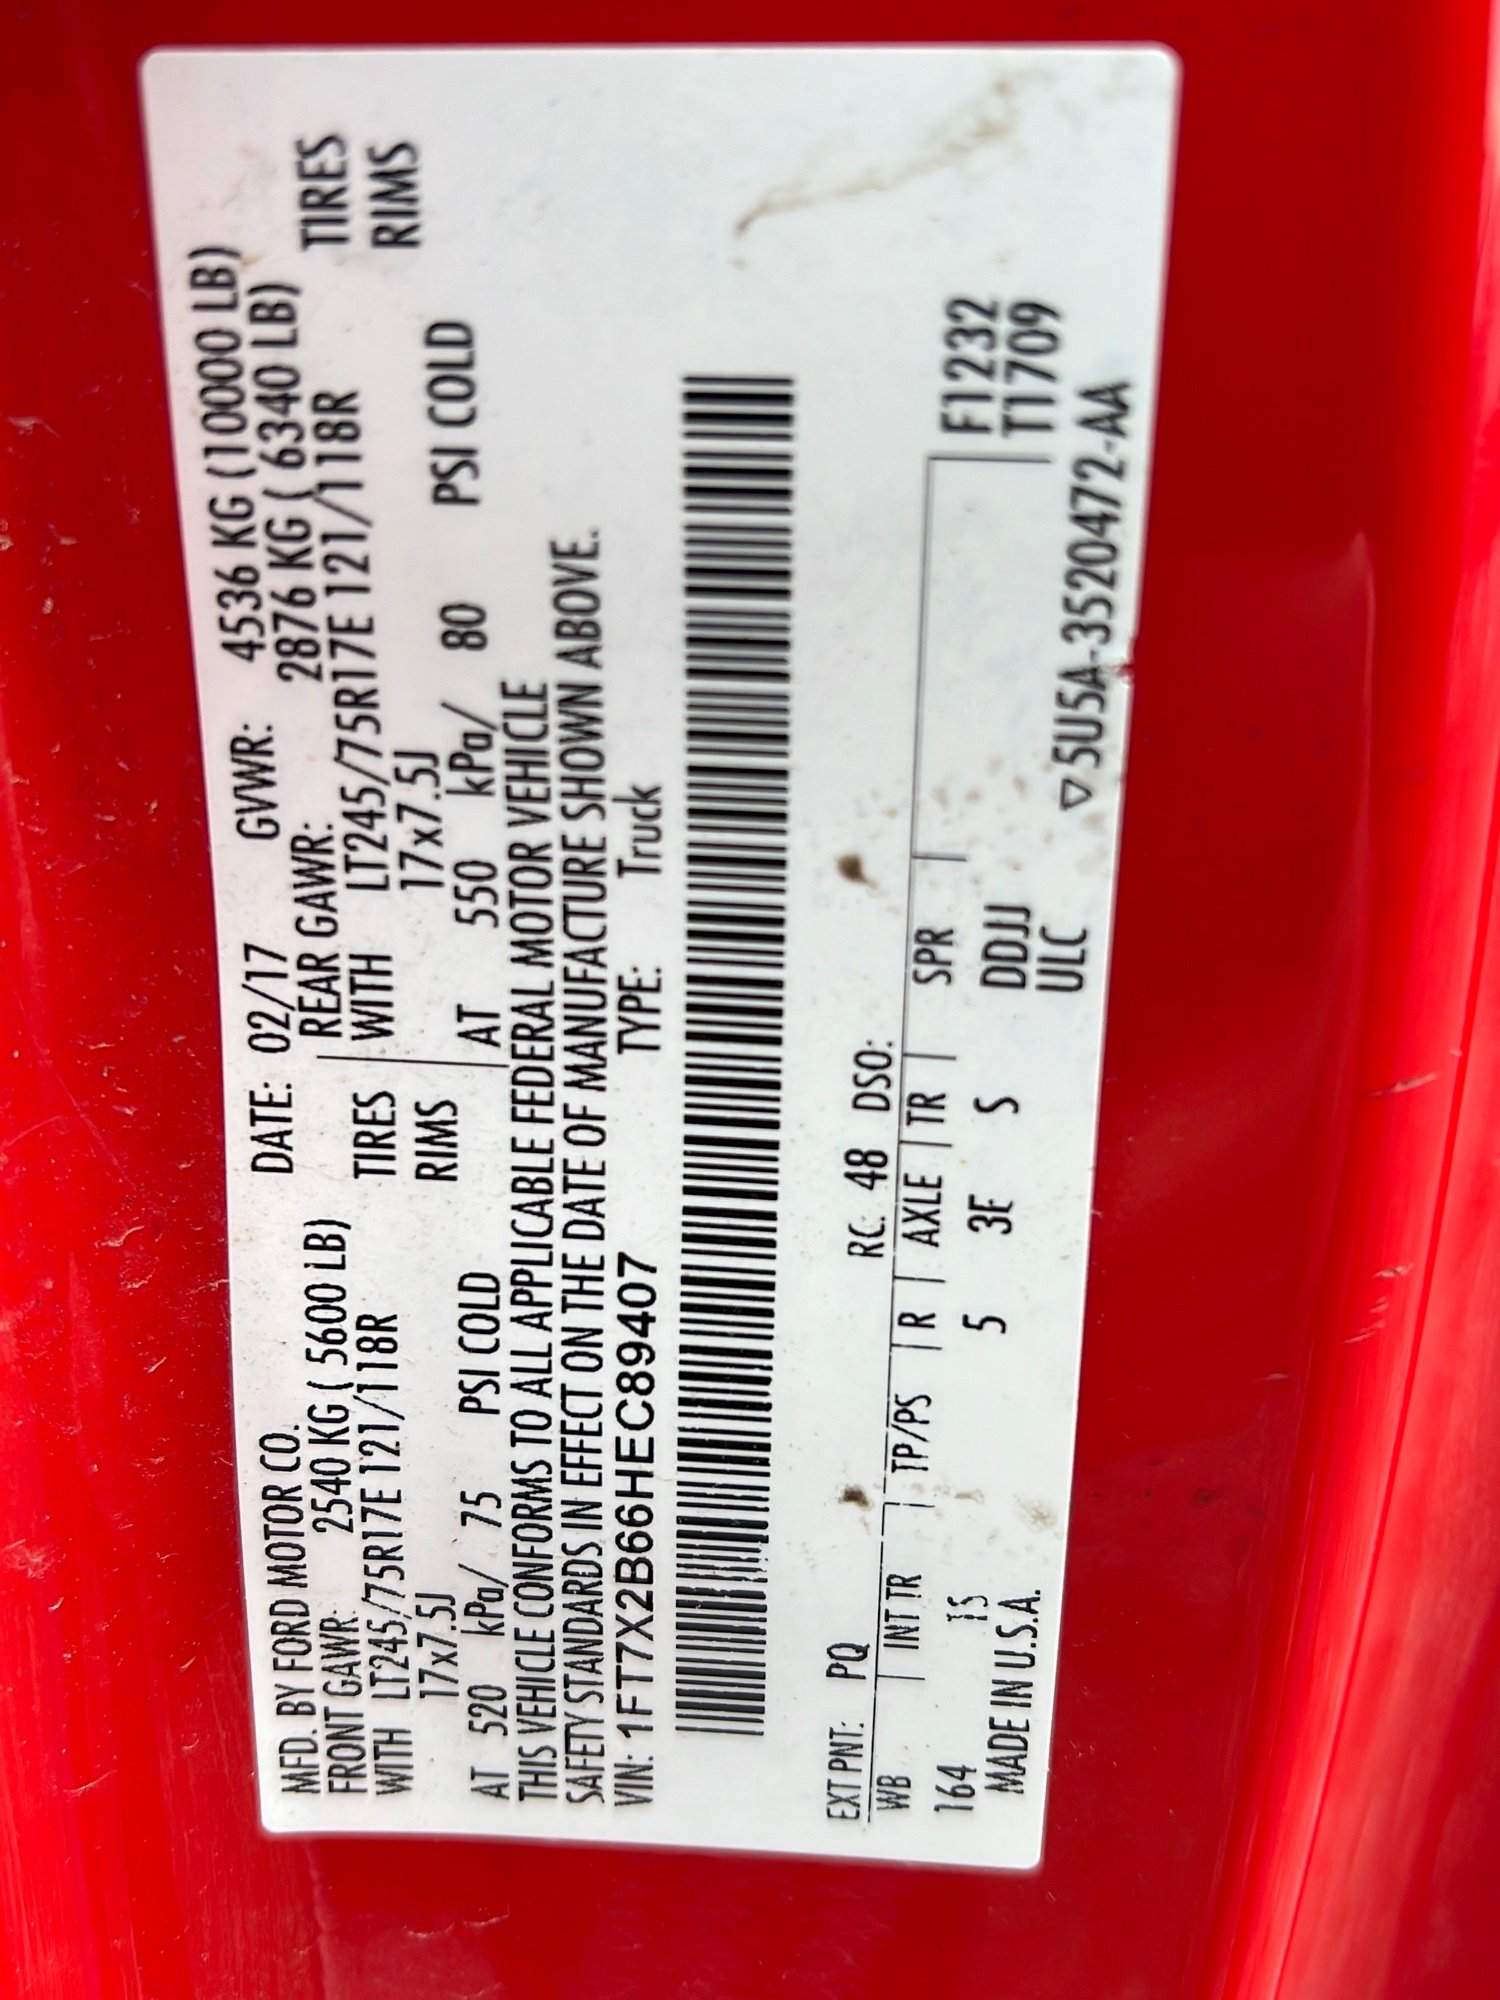 MFD. BY FORD MOTOR CO. DATE: 02/17 GVWR: 4536 KG (10000 LB)
FRONT GAWR: 2540 KG ( 5600 LB) REAR GAWR: 2876 KG ( 6340 LB)
WITH LT245/75R17E 121/118R TIRES WITH LT245/75R17E 121/118R TIRES
17x7.5J RIMS 17x7.5J RIMS
AT 520 kPa/ 75 PSI COLD AT 550 kPa/ 80 PSI COLD
THIS VEHICLE CONFORMS TO ALL APPLICABLE FEDERAL MOTOR VEHICLE
SAFETY STANDARDS IN EFFECT ON THE DATE OF MANUFACTURE SHOWN ABOVE.
VIN: 1FT7X2B66HEC89407 TYPE: Truck
EXT PNT: PQ RC: 48 DSO:
WB INT TR TP/PS R AXLE TR SPR F1232
164 TS 5 3E S DDJJ T1709
MADE IN U.S.A. ULC
▽5U5A-3520472-AA